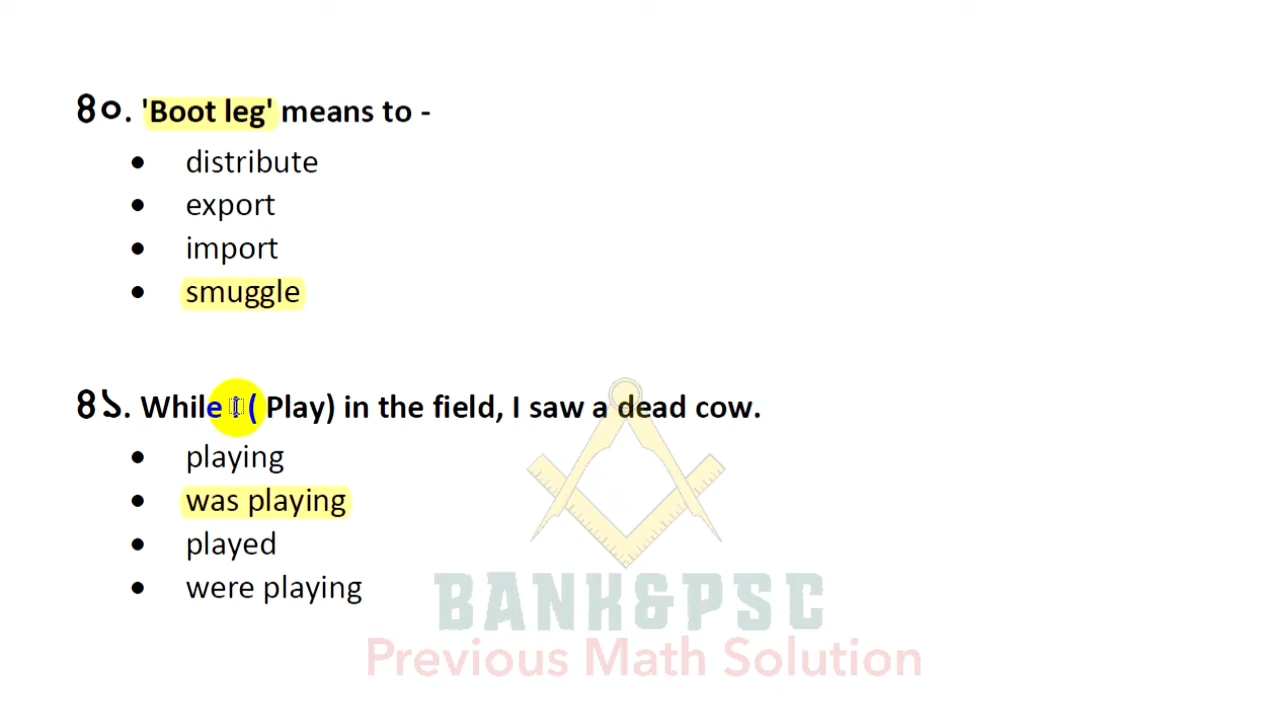 ৪০. 'Boot leg' means to -
• distribute
• export
• import
• smuggle
৪১. While I ( Play) in the field, I saw a dead cow.
• playing
• was playing
• played
• were playing
BANK&PSC
Previous Math Solution